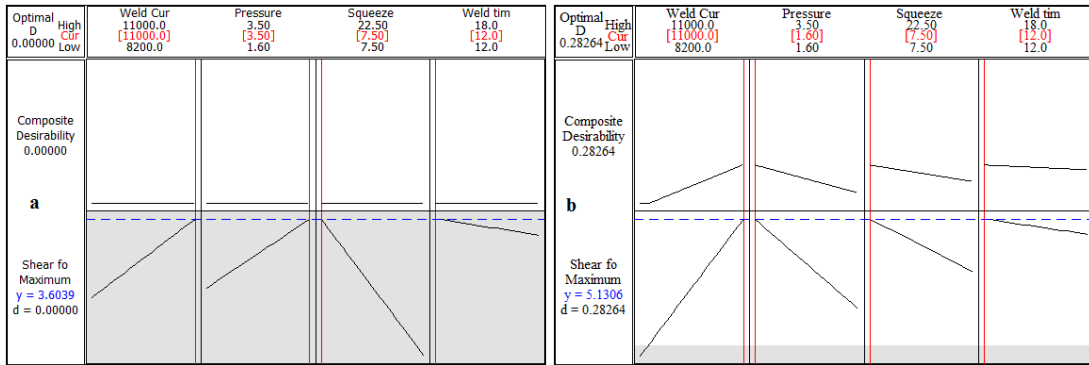 Optimal
D
0.00000
High
Cur
Low
Weld Cur
11000.0
[11000.0]
8200.0
Pressure
3.50
[3.50]
1.60
Squeeze
22.50
[7.50]
7.50
Weld tim
18.0
[12.0]
12.0
Composite
Desirability
0.00000
a
Shear fo
Maximum
y = 3.6039
d = 0.00000
Optimal
D
0.28264
High
Cur
Low
Weld Cur
11000.0
[11000.0]
8200.0
Pressure
3.50
[1.60]
1.60
Squeeze
22.50
[7.50]
7.50
Weld tim
18.0
[12.0]
12.0
Composite
Desirability
0.28264
b
Shear fo
Maximum
y = 5.1306
d = 0.28264